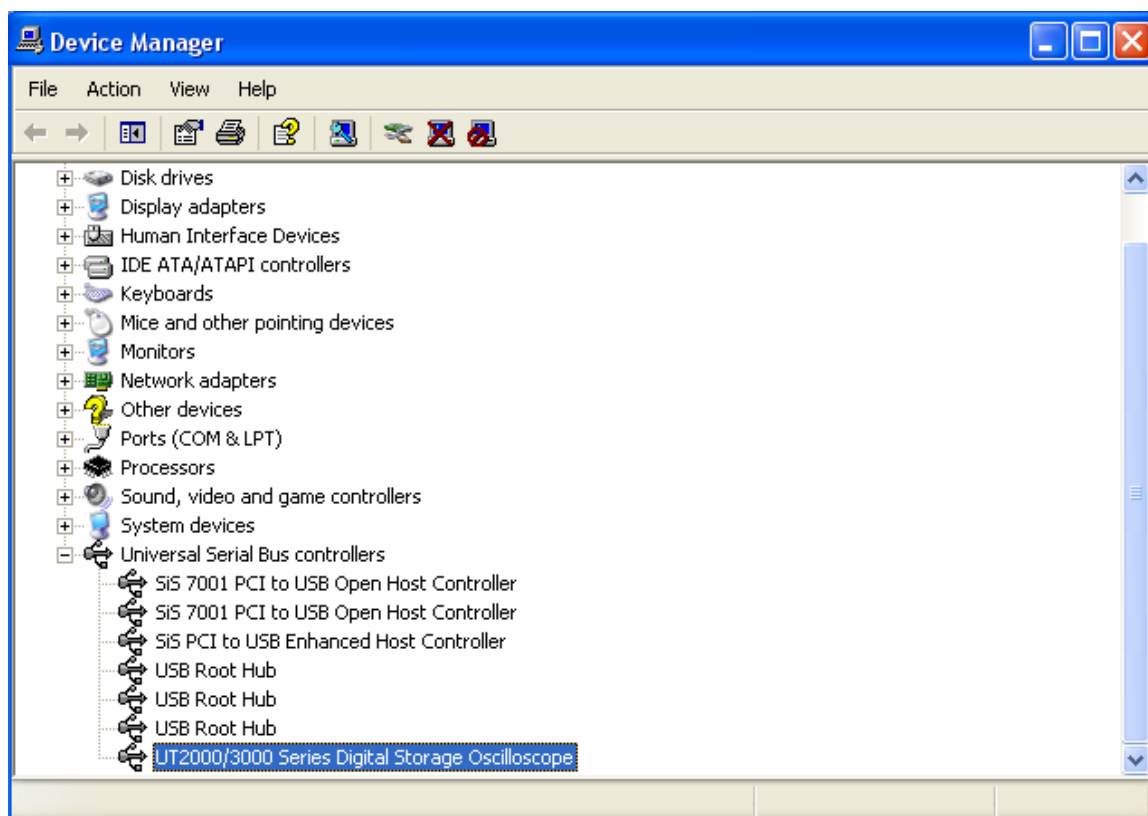 Device Manager
File Action View Help
Disk drives
Display adapters
Human Interface Devices
IDE ATA/ATAPI controllers
Keyboards
Mice and other pointing devices
Monitors
Network adapters
Other devices
Ports (COM & LPT)
Processors
Sound, video and game controllers
System devices
Universal Serial Bus controllers
SiS 7001 PCI to USB Open Host Controller
SiS 7001 PCI to USB Open Host Controller
SiS PCI to USB Enhanced Host Controller
USB Root Hub
USB Root Hub
USB Root Hub
UT2000/3000 Series Digital Storage Oscilloscope